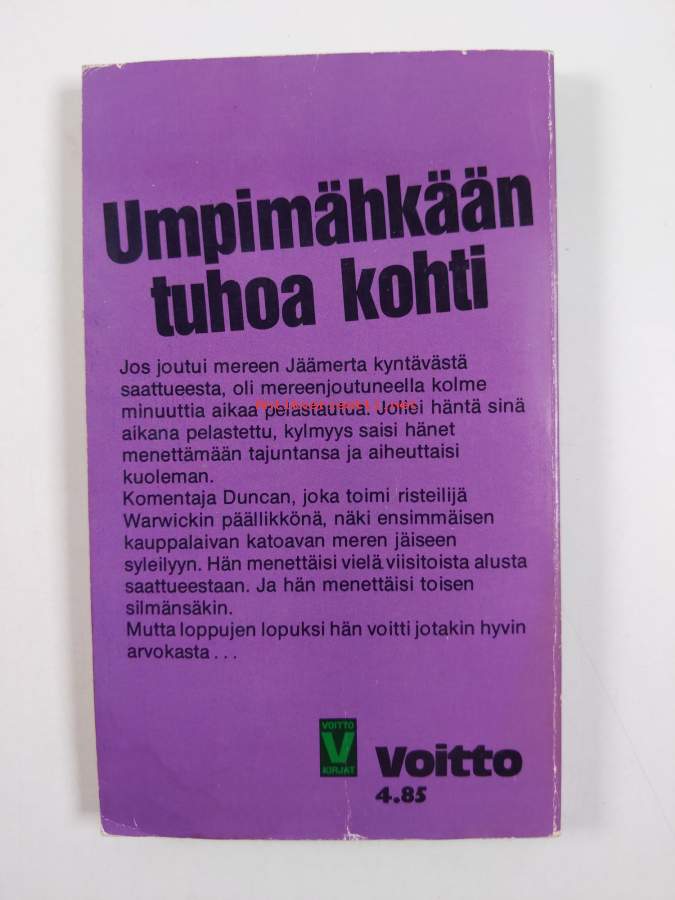 Umpimähkään
tuhoa kohti
Jos joutui mereen Jäämerta kyntävästä
saattueesta, oli mereenjoutuneella kolme
minuuttia aikaa pelastautua. Jollei häntä sinä
aikana pelastettu, kylmyys saisi hänet
menettämään tajuntansa ja aiheuttaisi
kuoleman.
Komentaja Duncan, joka toimi risteilijä
Warwickin päällikkönä, näki ensimmäisen
kauppalaivan katoavan meren jäiseen
syleilyyn. Hän menettäisi vielä viisitoista alusta
saattueestaan. Ja hän menettäisi toisen
silmänsäkin.
Mutta loppujen lopuksi hän voitti jotakin hyvin
arvokasta . . .
VOITTO
V
KIRJAT
Voitto
4.85